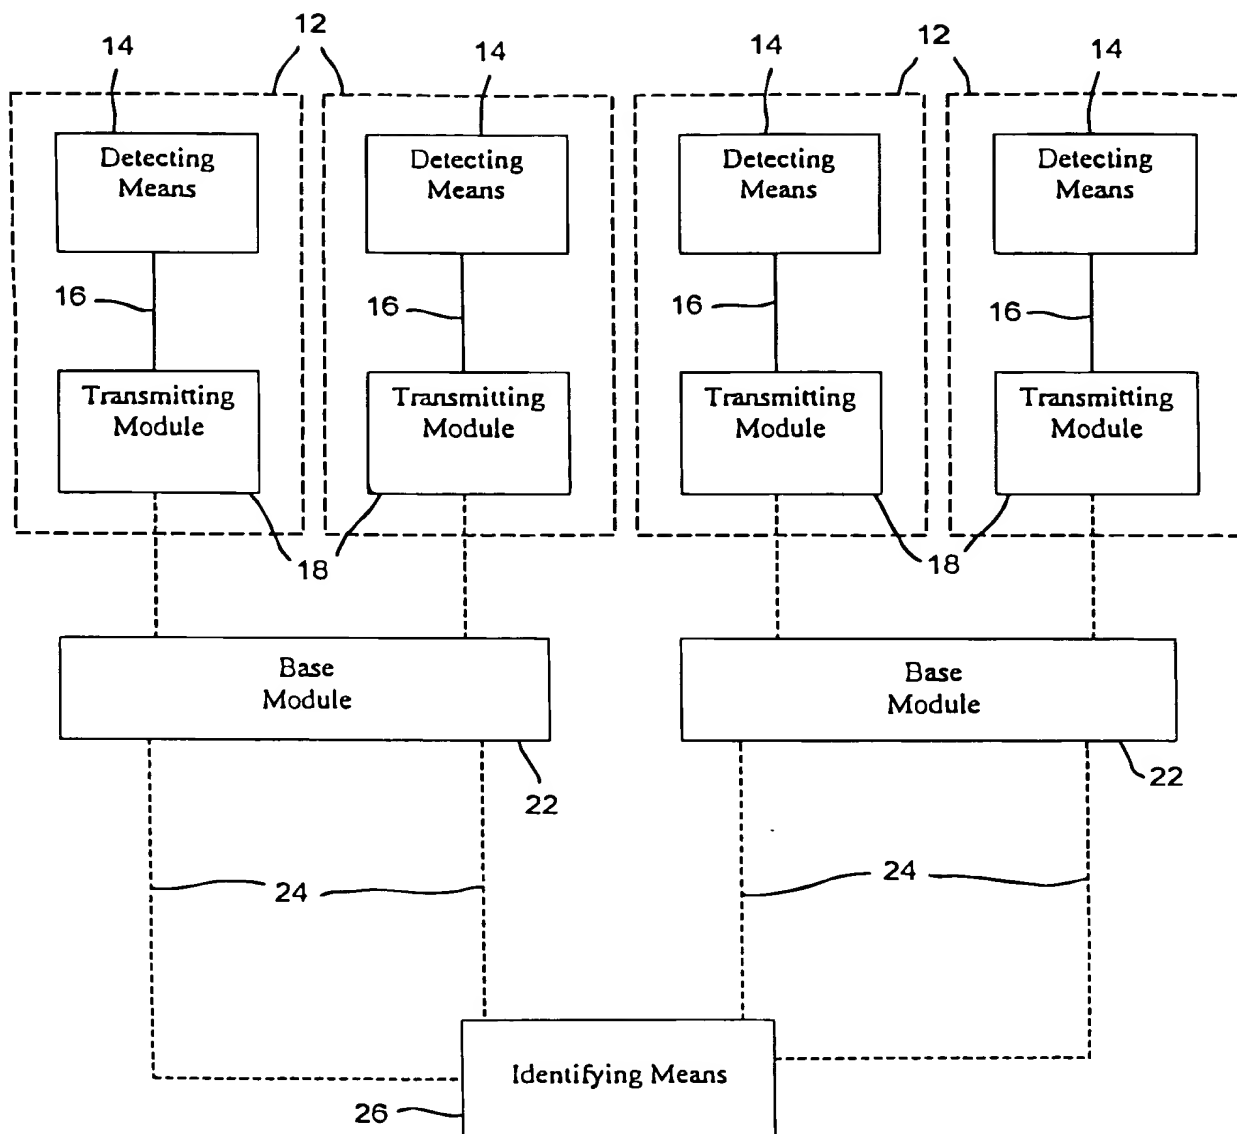 12
12
14
14
14
14
Detecting
Means
Detecting
Means
Detecting
Means
Detecting
Means
16
16
16
16
Transmitting
Module
Transmitting
Module
Transmitting
Module
Transmitting
Module
18
18
Base
Module
Base
Module
22
22
24
24
Identifying Means
26